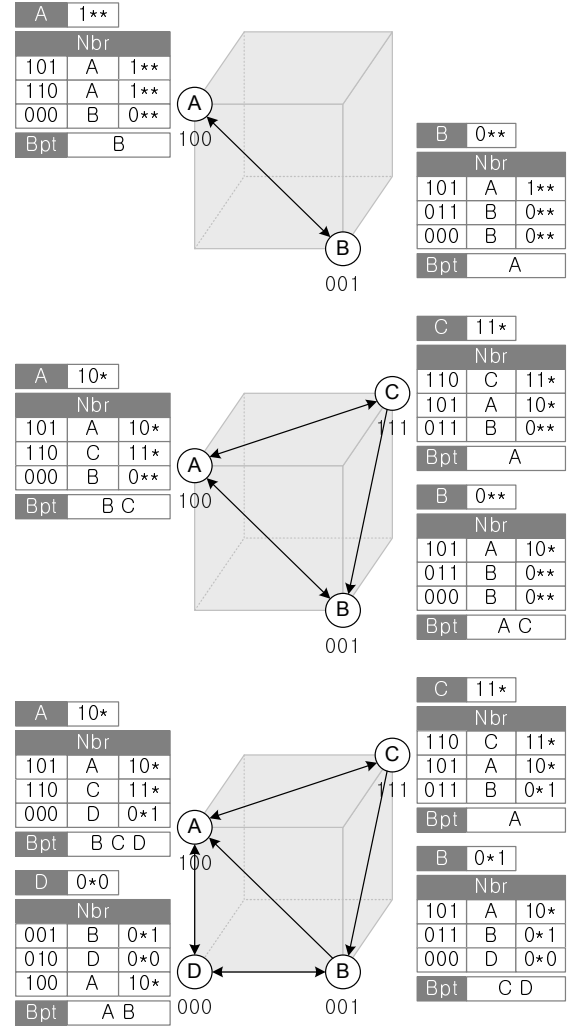 A 1**
Nbr
101 A 1**
110 A 1**
000 B 0**
Bpt B
A
100
B
001
B 0**
Nbr
101 A 1**
011 B 0**
000 B 0**
Bpt A
A 10*
Nbr
101 A 10*
110 C 11*
000 B 0**
Bpt B C
C
111
A
100
B
001
C 11*
Nbr
110 C 11*
101 A 10*
011 B 0**
Bpt A
B 0**
Nbr
101 A 10*
011 B 0**
000 B 0**
Bpt A C
A 10*
Nbr
101 A 10*
110 C 11*
000 D 0*1
Bpt B C D
D 0*0
Nbr
001 B 0*1
010 D 0*0
100 A 10*
Bpt A B
C
111
A
100
D
000
B
001
C 11*
Nbr
110 C 11*
101 A 10*
011 B 0*1
Bpt A
B 0*1
Nbr
101 A 10*
011 B 0*1
000 D 0*0
Bpt C D